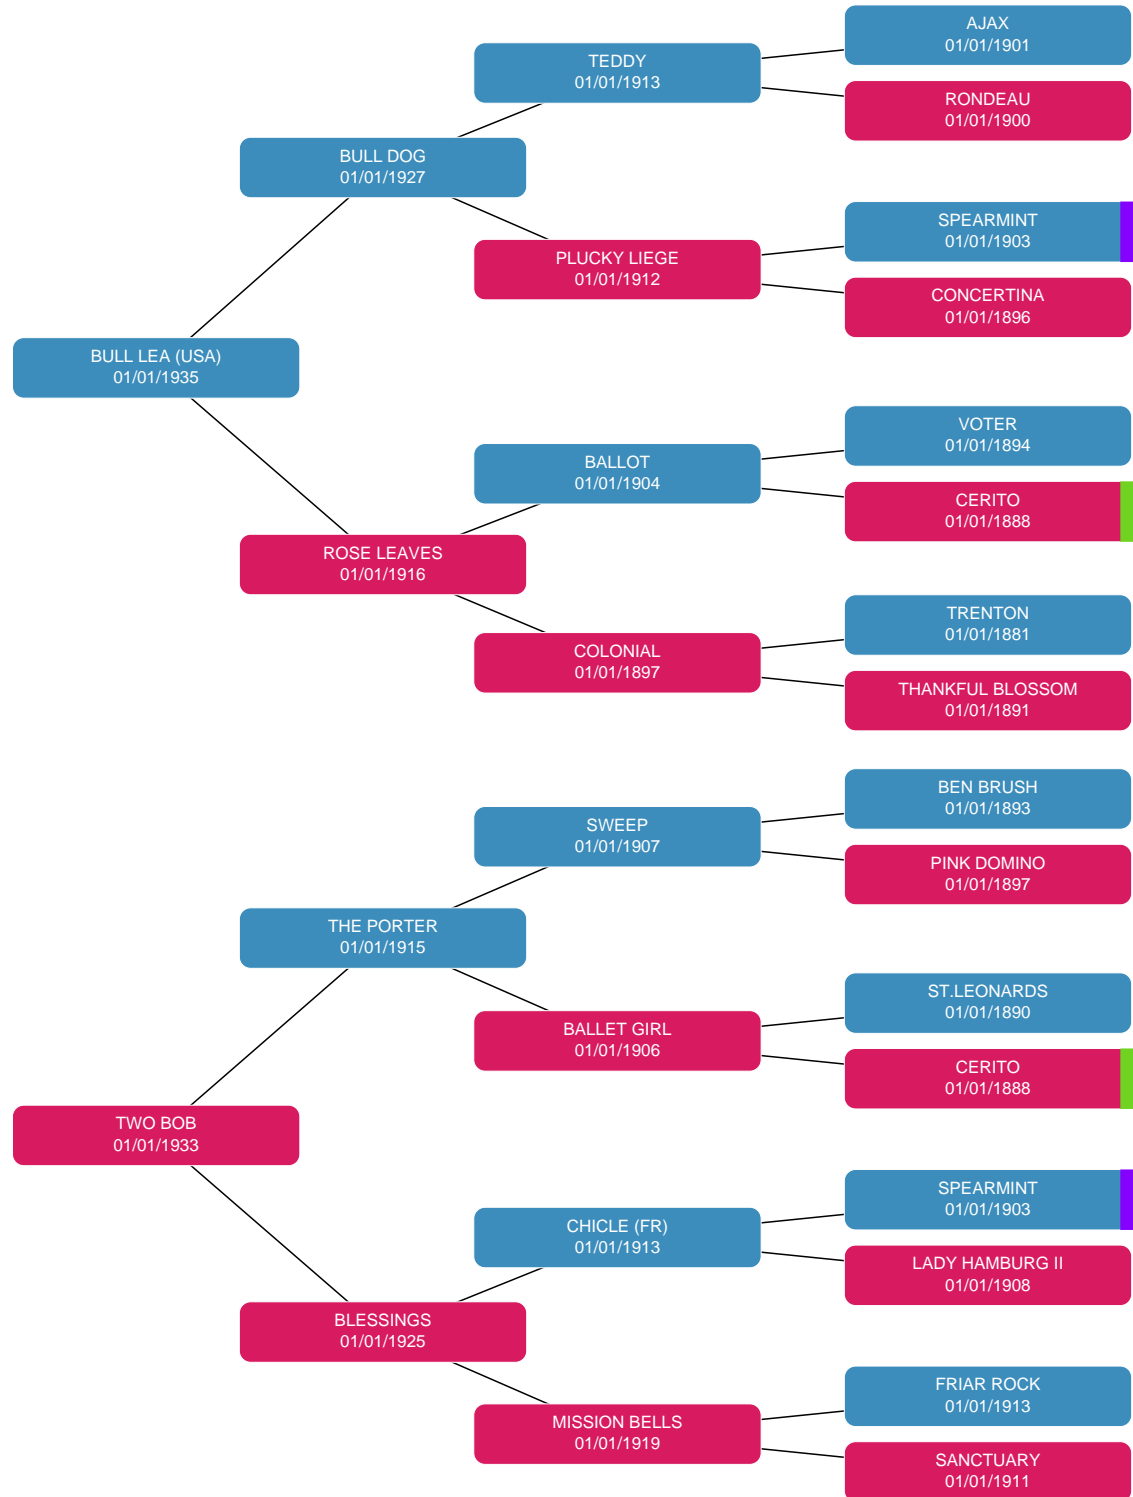 AJAX
01/01/1901
TEDDY
01/01/1913
RONDEAU
01/01/1900
BULL DOG
01/01/1927
SPEARMINT
01/01/1903
PLUCKY LIEGE
01/01/1912
CONCERTINA
01/01/1896
BULL LEA (USA)
01/01/1935
VOTER
01/01/1894
BALLOT
01/01/1904
CERITO
01/01/1888
ROSE LEAVES
01/01/1916
TRENTON
01/01/1881
COLONIAL
01/01/1897
THANKFUL BLOSSOM
01/01/1891
BEN BRUSH
01/01/1893
SWEEP
01/01/1907
PINK DOMINO
01/01/1897
THE PORTER
01/01/1915
ST.LEONARDS
01/01/1890
BALLET GIRL
01/01/1906
CERITO
01/01/1888
TWO BOB
01/01/1933
SPEARMINT
01/01/1903
CHICLE (FR)
01/01/1913
LADY HAMBURG II
01/01/1908
BLESSINGS
01/01/1925
FRIAR ROCK
01/01/1913
MISSION BELLS
01/01/1919
SANCTUARY
01/01/1911